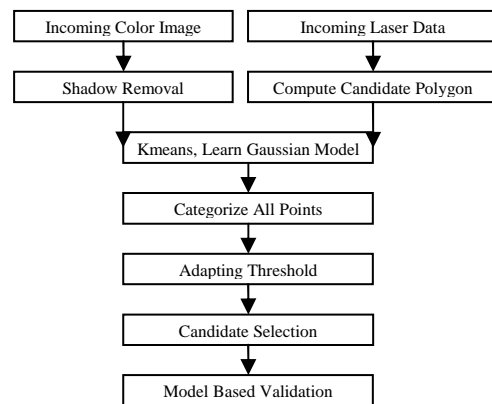 Incoming Color Image
Incoming Laser Data
Shadow Removal
Compute Candidate Polygon
Kmeans, Learn Gaussian Model
Categorize All Points
Adapting Threshold
Candidate Selection
Model Based Validation